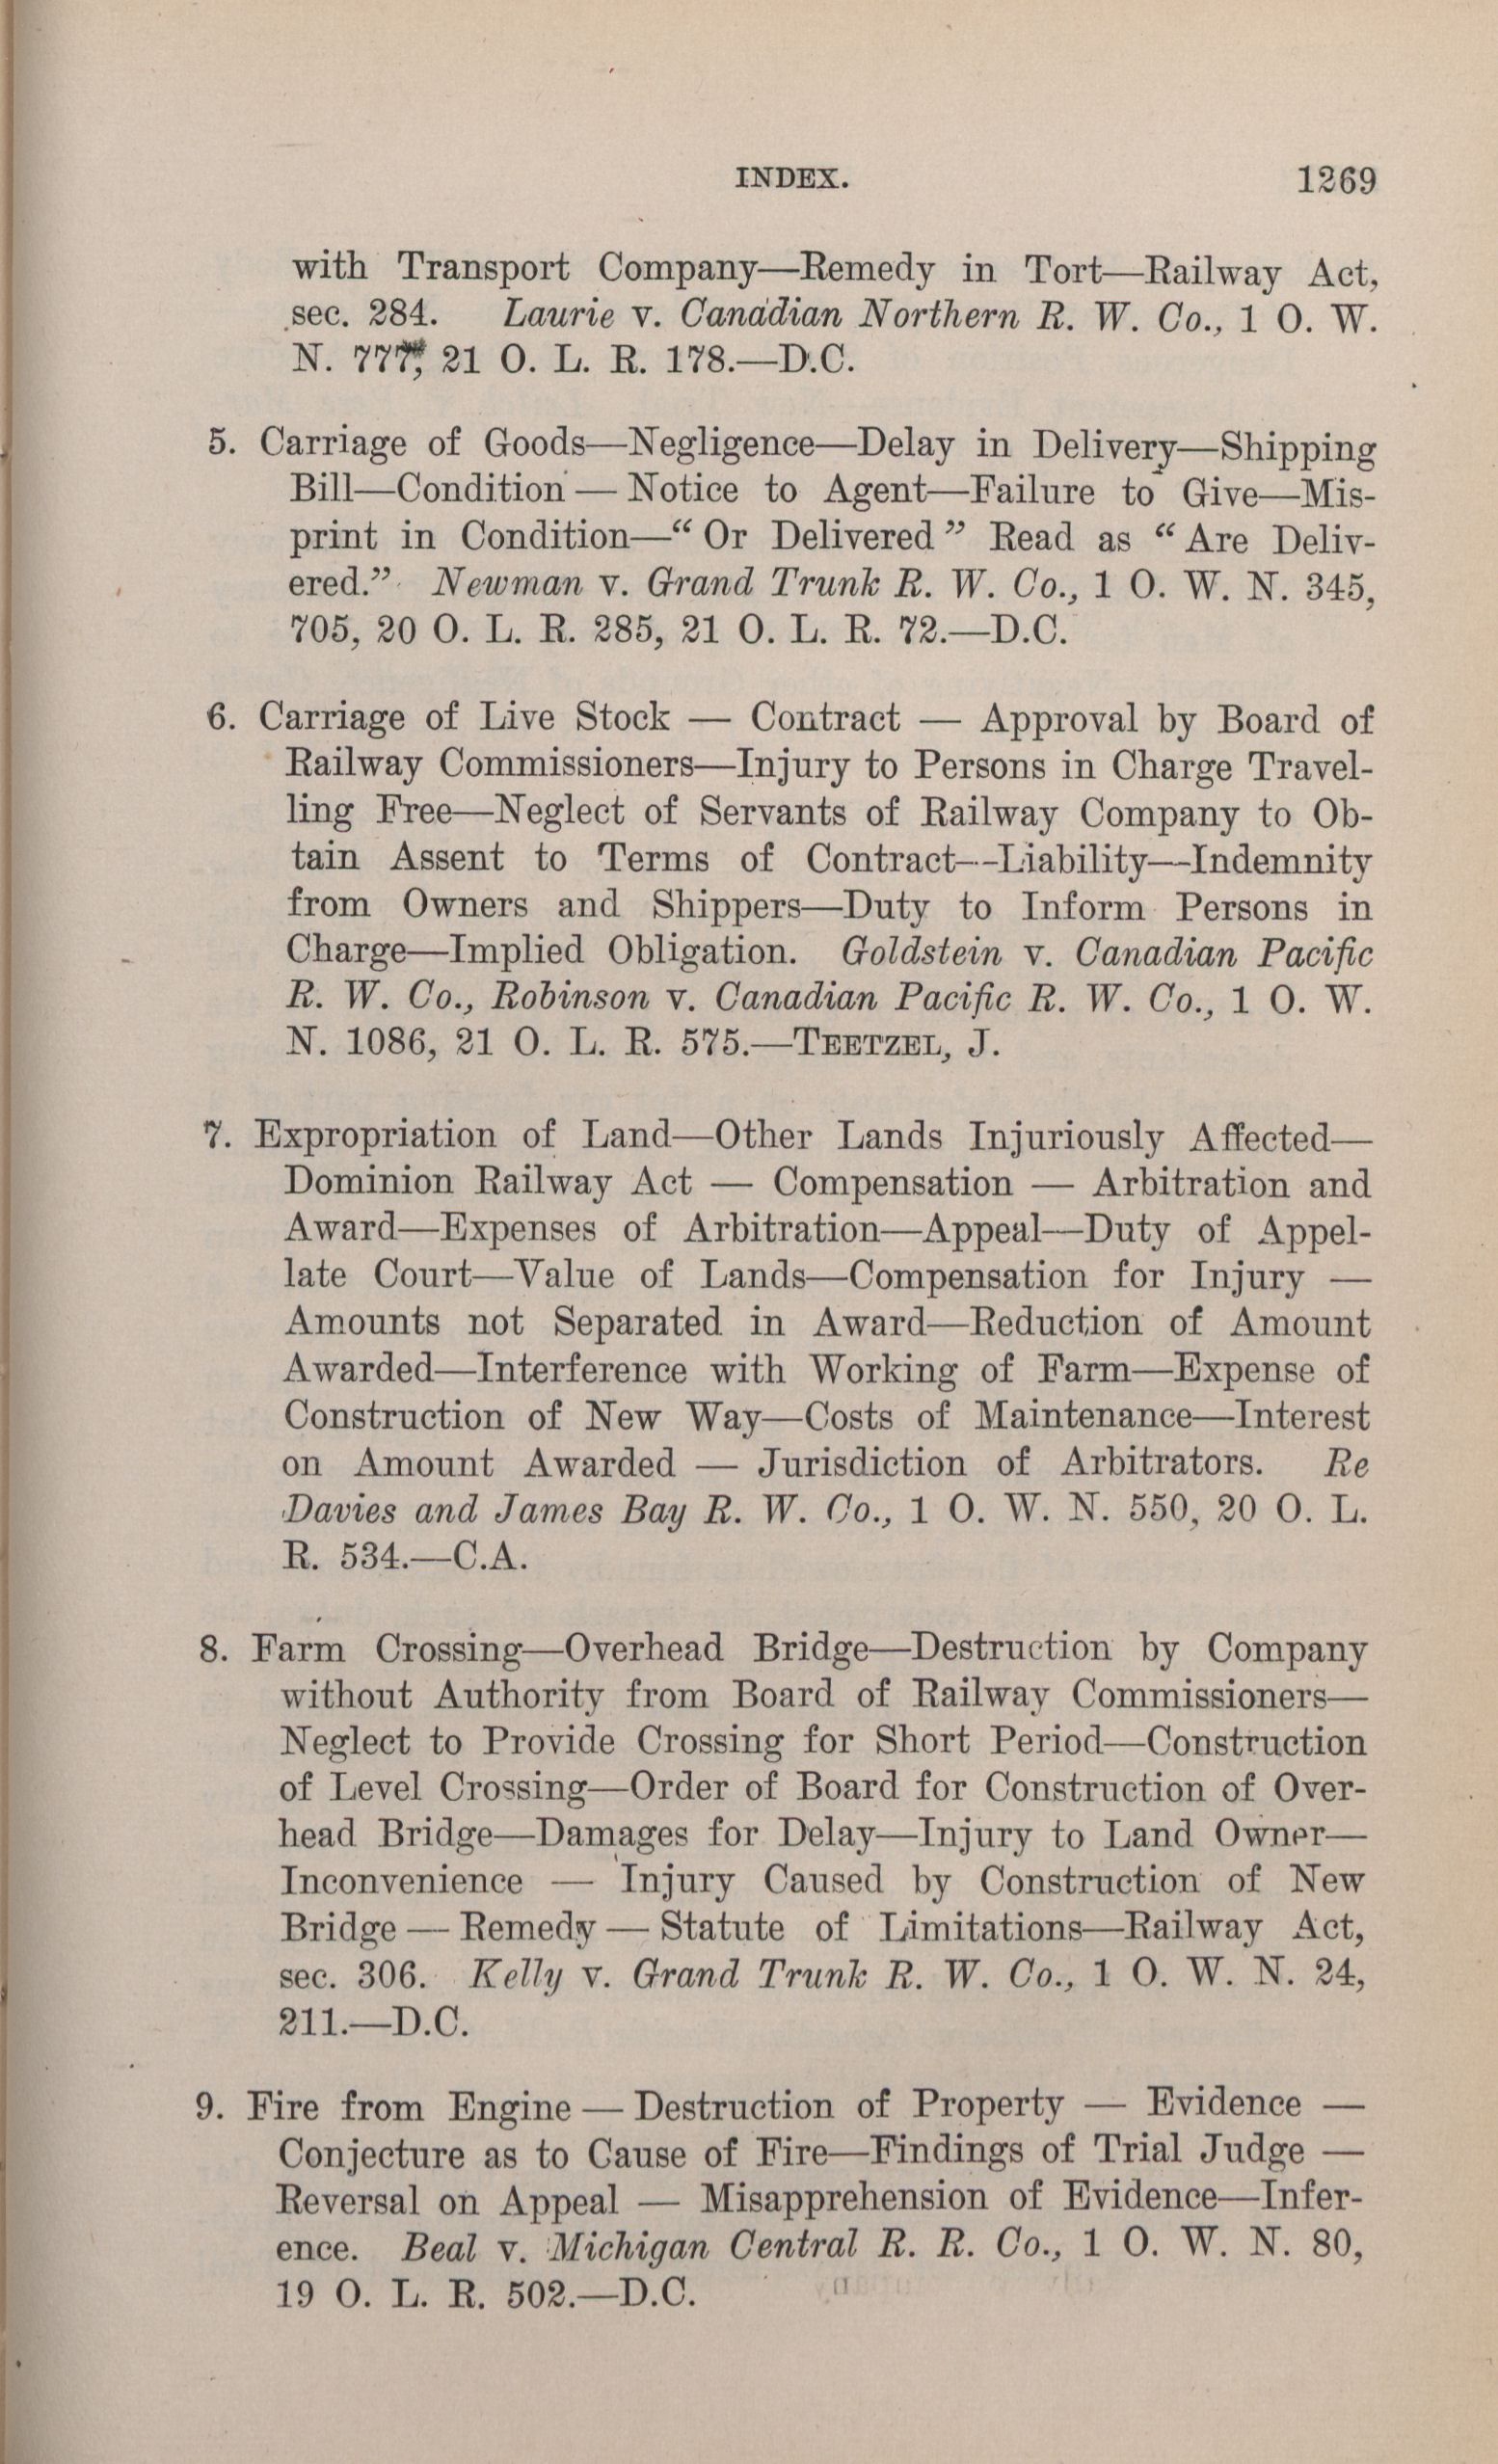 INDEX. 1269
with Transport Company—Remedy in Tort—Railway Act,
sec. 284. Laurie v. Canadian Northern R. W. Co., 1 O. W.
N. 777, 21 O. L. R. 178.—D.C.
5. Carriage of Goods—Negligence—Delay in Delivery—Shipping
Bill—Condition — Notice to Agent—Failure to Give—Mis-
print in Condition—“ Or Delivered ” Read as “ Are Deliv-
ered.” Newman v. Grand Trunk R. W. Co., 1 O. W. N. 345,
705, 20 O. L. R. 285, 21 O. L. R. 72.—D.C.
6. Carriage of Live Stock — Contract — Approval by Board of
Railway Commissioners—Injury to Persons in Charge Travel-
ling Free—Neglect of Servants of Railway Company to Ob-
tain Assent to Terms of Contract—Liability—Indemnity
from Owners and Shippers—Duty to Inform Persons in
Charge—Implied Obligation. Goldstein v. Canadian Pacific
R. W. Co., Robinson v. Canadian Pacific R. W. Co., 1 O. W.
N. 1086, 21 O. L. R. 575.—TEETZEL, J.
7. Expropriation of Land—Other Lands Injuriously Affected—
Dominion Railway Act — Compensation — Arbitration and
Award—Expenses of Arbitration—Appeal—Duty of Appel-
late Court—Value of Lands—Compensation for Injury —
Amounts not Separated in Award—Reduction of Amount
Awarded—Interference with Working of Farm—Expense of
Construction of New Way—Costs of Maintenance—Interest
on Amount Awarded — Jurisdiction of Arbitrators. Re
Davies and James Bay R. W. Co., 1 O. W. N. 550, 20 O. L.
R. 534.—C.A.
8. Farm Crossing—Overhead Bridge—Destruction by Company
without Authority from Board of Railway Commissioners—
Neglect to Provide Crossing for Short Period—Construction
of Level Crossing—Order of Board for Construction of Over-
head Bridge—Damages for Delay—Injury to Land Owner—
Inconvenience — Injury Caused by Construction of New
Bridge — Remedy — Statute of Limitations—Railway Act,
sec. 306. Kelly v. Grand Trunk R. W. Co., 1 O. W. N. 24,
211.—D.C.
9. Fire from Engine — Destruction of Property — Evidence —
Conjecture as to Cause of Fire—Findings of Trial Judge —
Reversal on Appeal — Misapprehension of Evidence—Infer-
ence. Beal v. Michigan Central R. R. Co., 1 O. W. N. 80,
19 O. L. R. 502.—D.C.